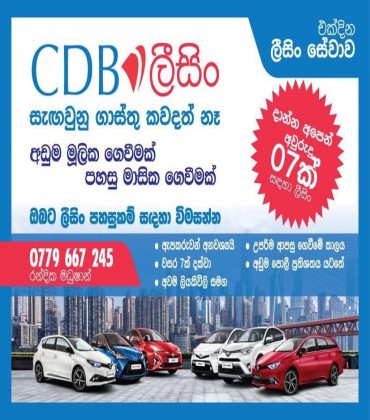 එක්දින
ලීසිං සේවාව
CDB ලීසිං
සැඟවුනු ගාස්තු කවදත් නෑ
අඩුම මූලික ගෙවීමක්
පහසු මාසික ගෙවීමක්
දැන්න අපෙන්
අවුරුදු
07ක්
සඳහා ලීසිං
ඔබට ලීසිං පහසුකම් සඳහා විමසන්න
0779 667 245
රන්දික මධුෂාන්
• ඇපකරුවන් අනවශ්‍යයි
• වසර 7ක් දක්වා
• අවම ලියකිවිලි සමග
• උපරිම ආපසු ගෙවීමේ කාලය
• අඩුම පොලී ප්‍රතිශතය යටතේ